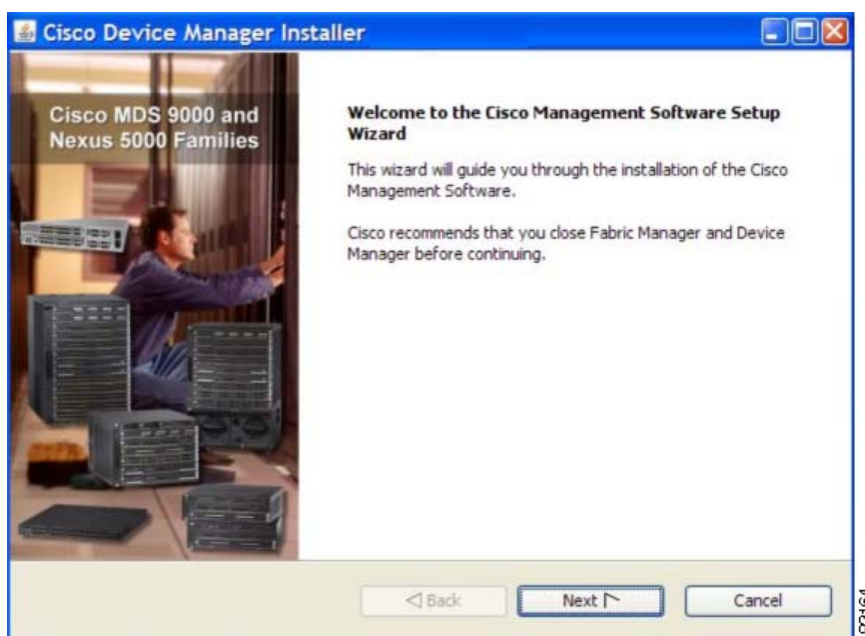 Cisco Device Manager Installer
Cisco MDS 9000 and
Nexus 5000 Families
Welcome to the Cisco Management Software Setup
Wizard
This wizard will guide you through the installation of the Cisco
Management Software.
Cisco recommends that you close Fabric Manager and Device
Manager before continuing.
Back
Next
Cancel